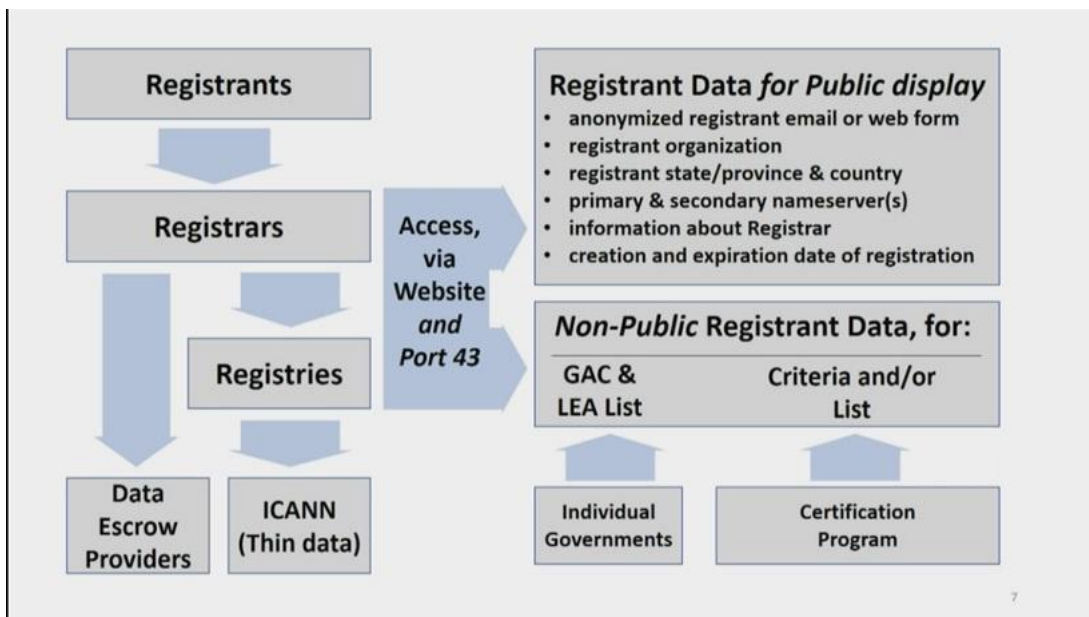 Registrants
Registrars
Registries
Data
Escrow
Providers
ICANN
(Thin data)
Access,
via
Website
and
Port 43
Registrant Data for Public display
• anonymized registrant email or web form
• registrant organization
• registrant state/province & country
• primary & secondary nameserver(s)
• information about Registrar
• creation and expiration date of registration
Non-Public Registrant Data, for:
GAC &
LEA List
Criteria and/or
List
Individual
Governments
Certification
Program
7